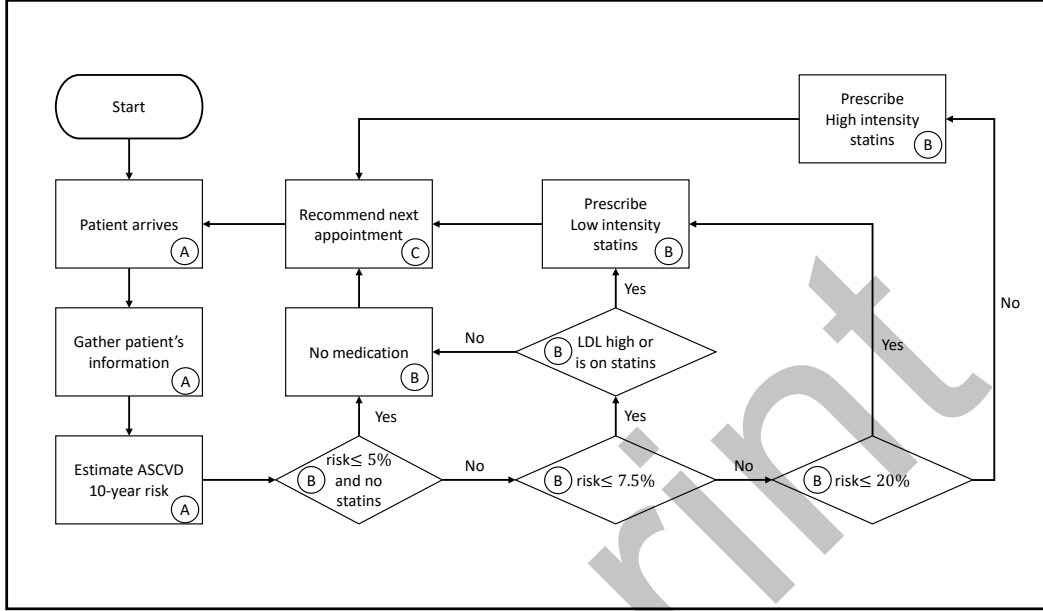 Start
Patient arrives
A
Gather patient's
information
A
Estimate ASCVD
10-year risk
A
Recommend next
appointment
C
No medication
B
Yes
B
risk≤ 5%
and no
statins
No
Prescribe
Low intensity
statins
B
Yes
No
B
LDL high or
is on statins
Yes
B
risk≤ 7.5%
No
Prescribe
High intensity
statins
B
No
Yes
B
risk≤ 20%
rint